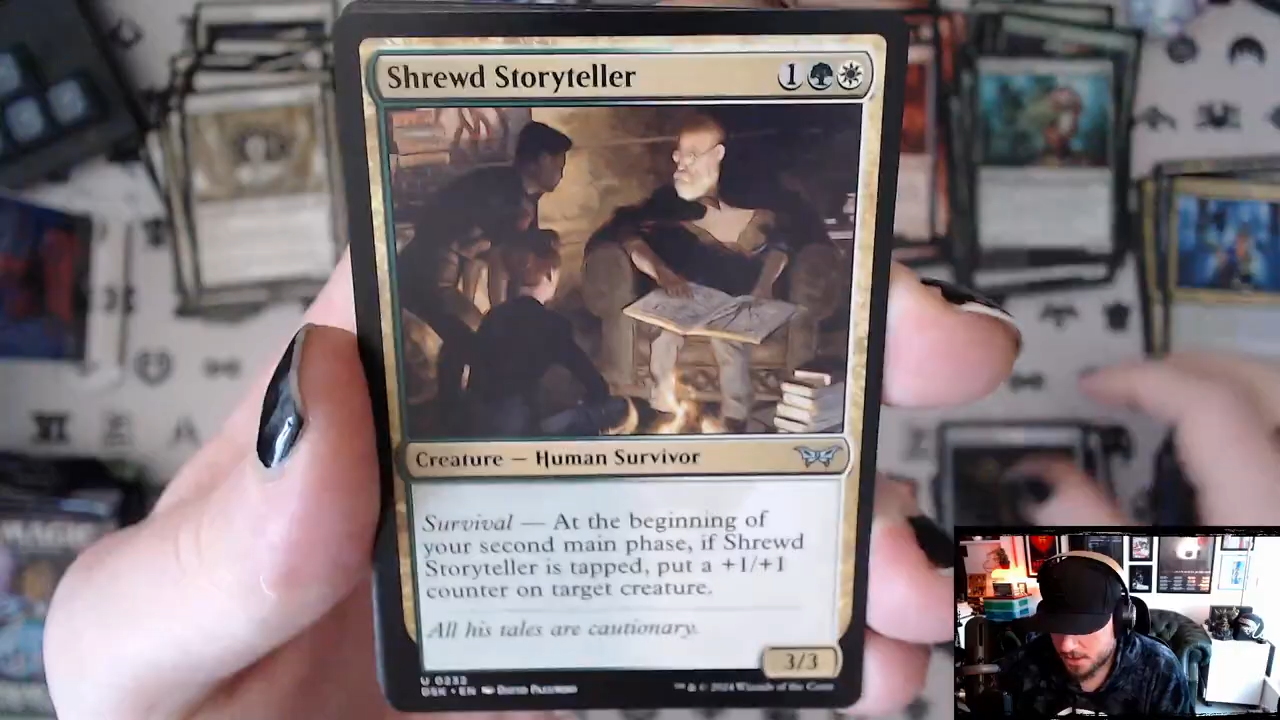 Shrewd Storyteller 1
Creature — Human Survivor
Survival — At the beginning of
your second main phase, if Shrewd
Storyteller is tapped, put a +1/+1
counter on target creature.
All his tales are cautionary.
3/3
U 0232
DSK • EN
™ & © 2024 Wizards of the Coast
MAGIC